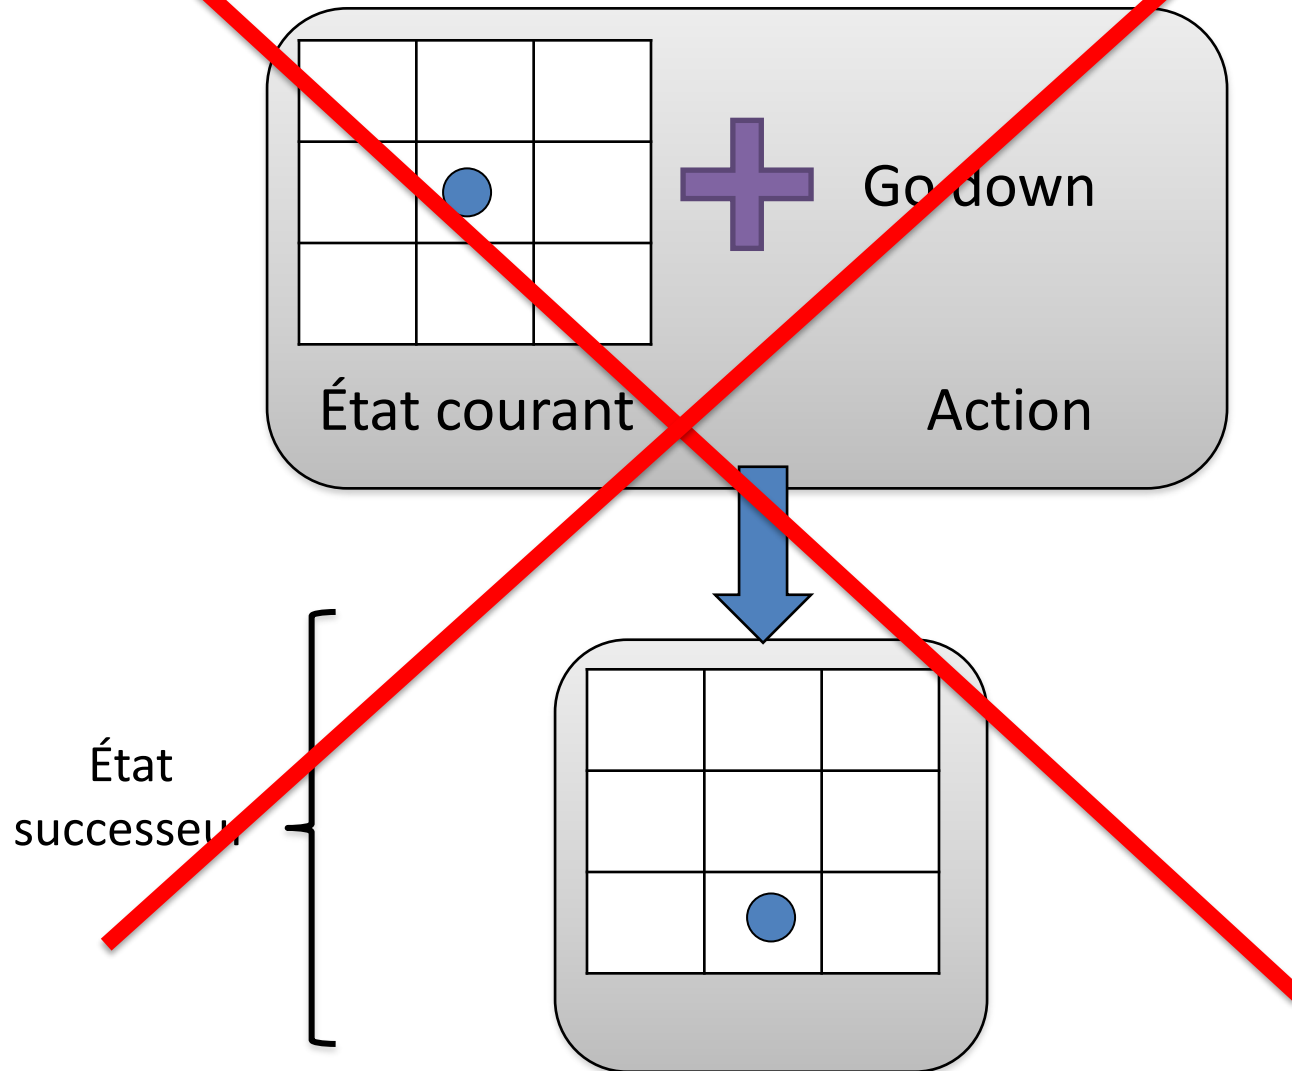 Go down
État courant
Action
État
successeur